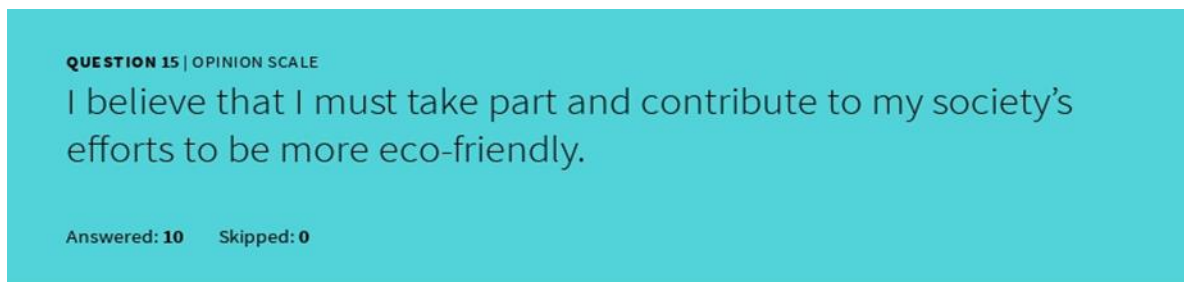 QUESTION 15 | OPINION SCALE
I believe that I must take part and contribute to my society’s
efforts to be more eco-friendly.
Answered: 10 Skipped: 0